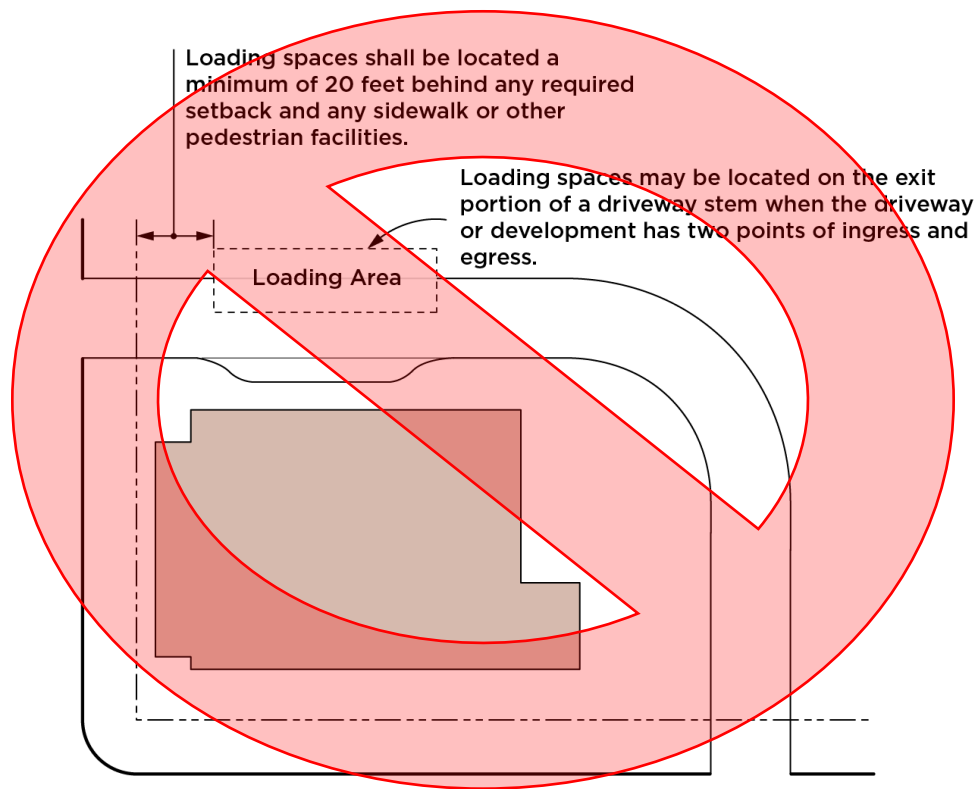 Loading spaces shall be located a
minimum of 20 feet behind any required
setback and any sidewalk or other
pedestrian facilities.
Loading spaces may be located on the exit
portion of a driveway stem when the driveway
or development has two points of ingress and
egress.
Loading Area